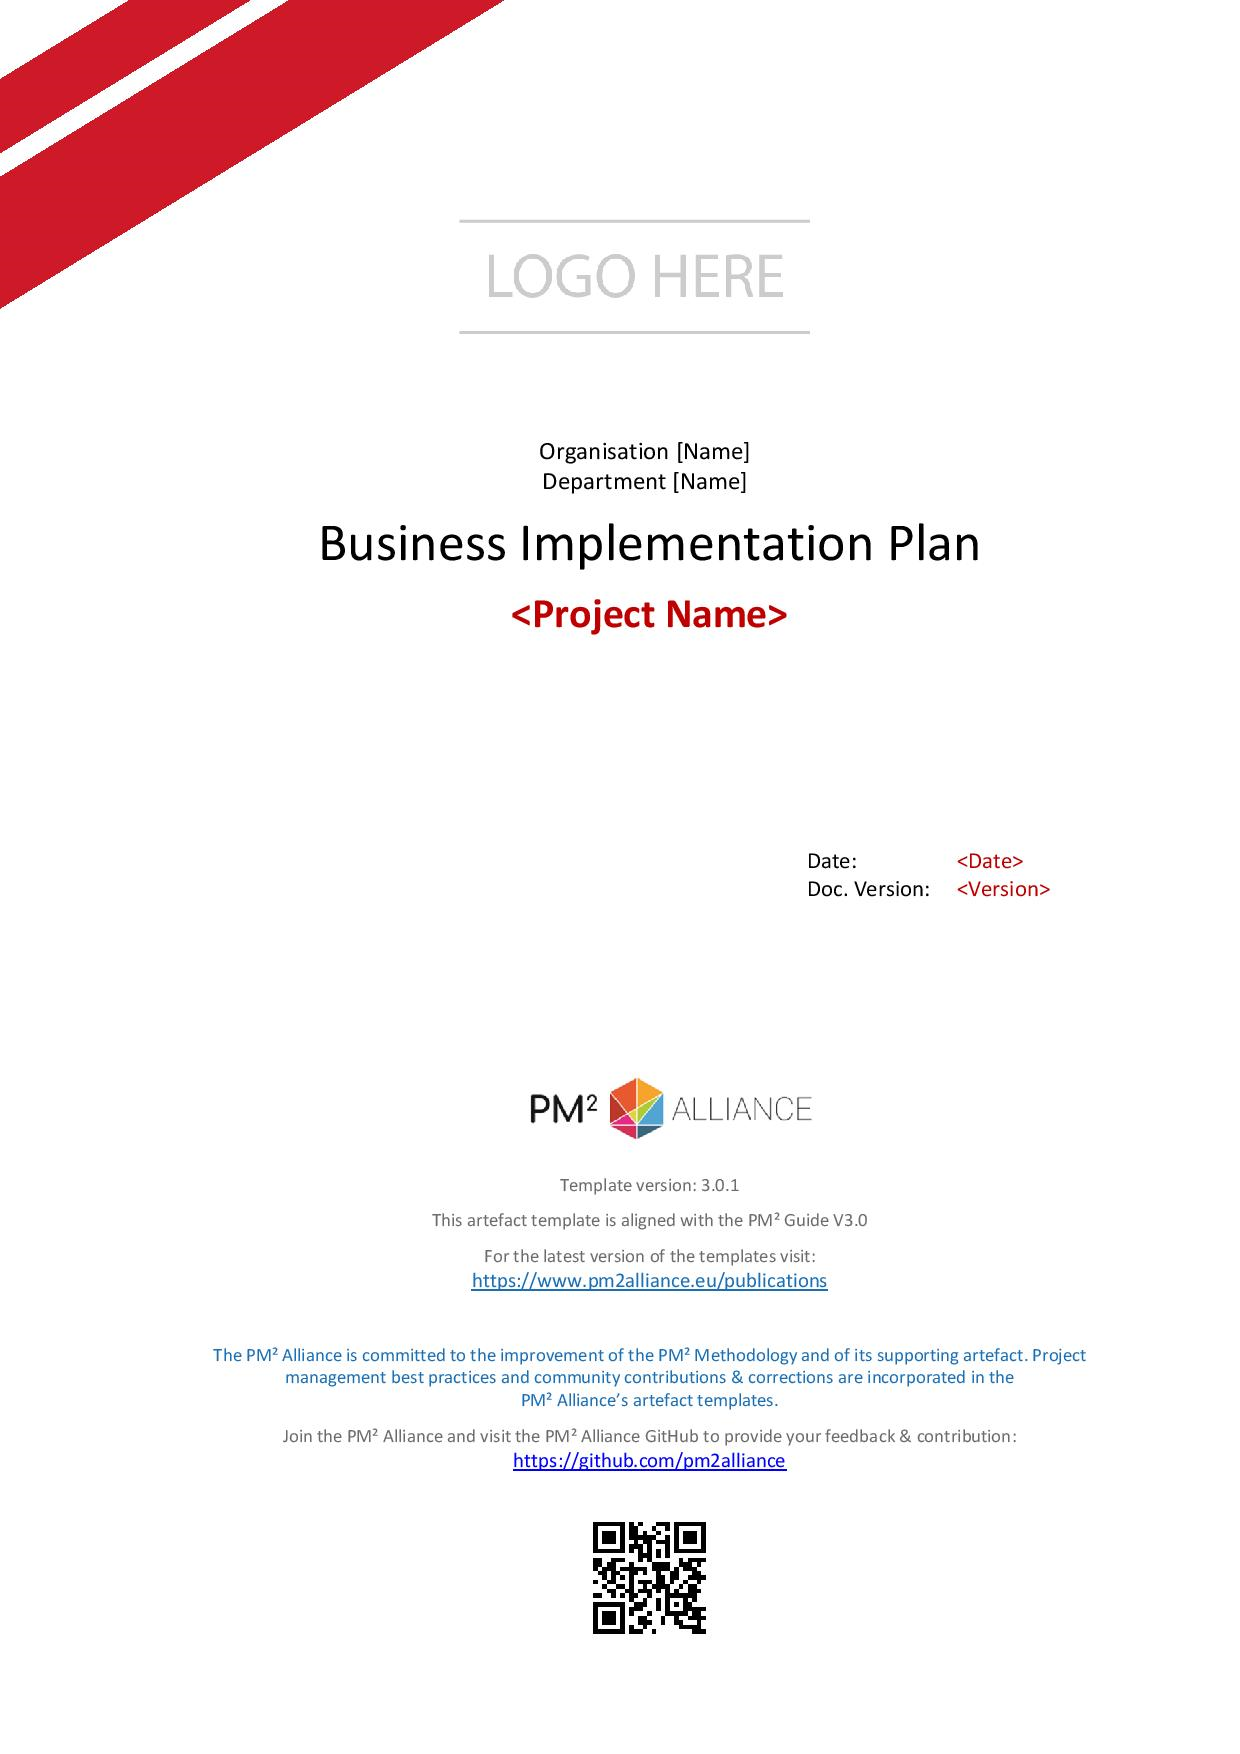 LOGO HERE
Organisation [Name]
Department [Name]
Business Implementation Plan
<Project Name>
Date: <Date>
Doc. Version: <Version>
PM² ALLIANCE
Template version: 3.0.1
This artefact template is aligned with the PM² Guide V3.0
For the latest version of the templates visit:
https://www.pm2alliance.eu/publications
The PM² Alliance is committed to the improvement of the PM² Methodology and of its supporting artefact. Project
management best practices and community contributions & corrections are incorporated in the
PM² Alliance’s artefact templates.
Join the PM² Alliance and visit the PM² Alliance GitHub to provide your feedback & contribution:
https://github.com/pm2alliance